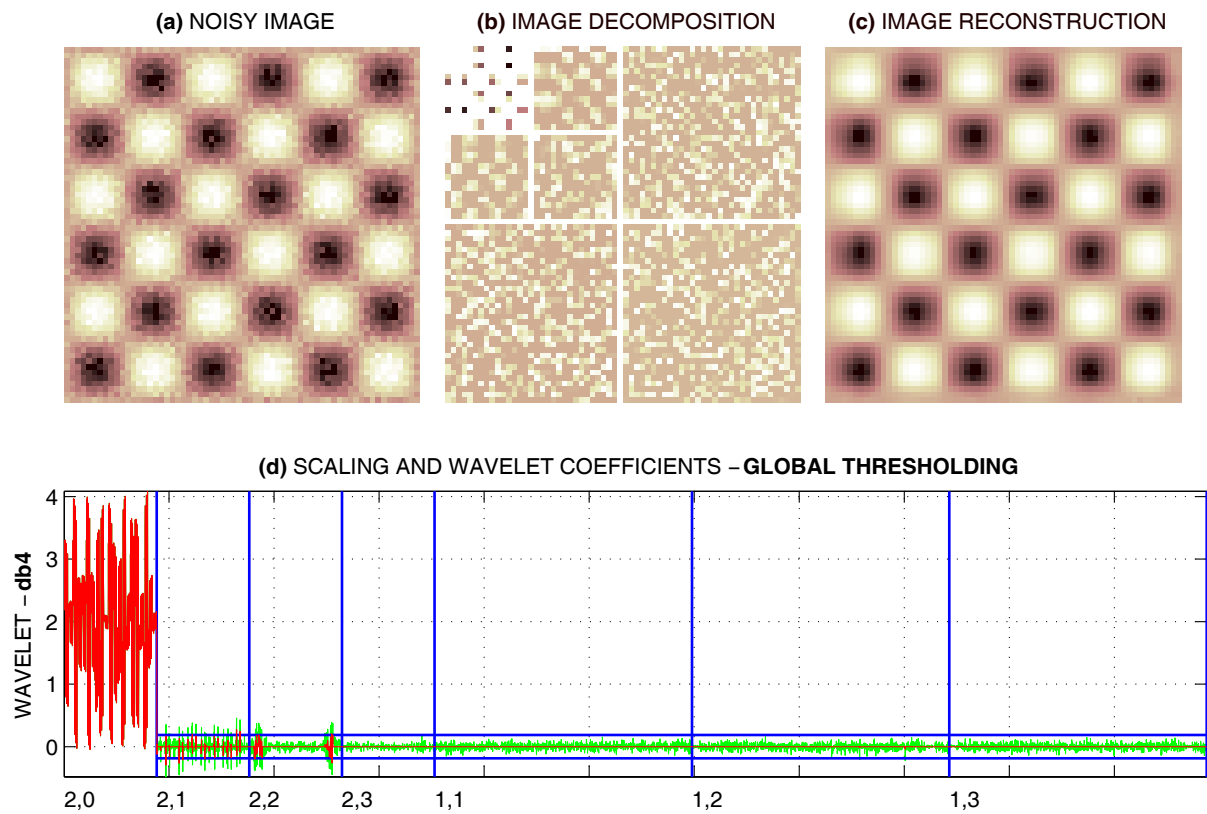 (a) NOISY IMAGE
(b) IMAGE DECOMPOSITION
(c) IMAGE RECONSTRUCTION
(d) SCALING AND WAVELET COEFFICIENTS – GLOBAL THRESHOLDING
WAVELET – db4
4
3
2
1
0
2,0 2,1 2,2 2,3 1,1 1,2 1,3